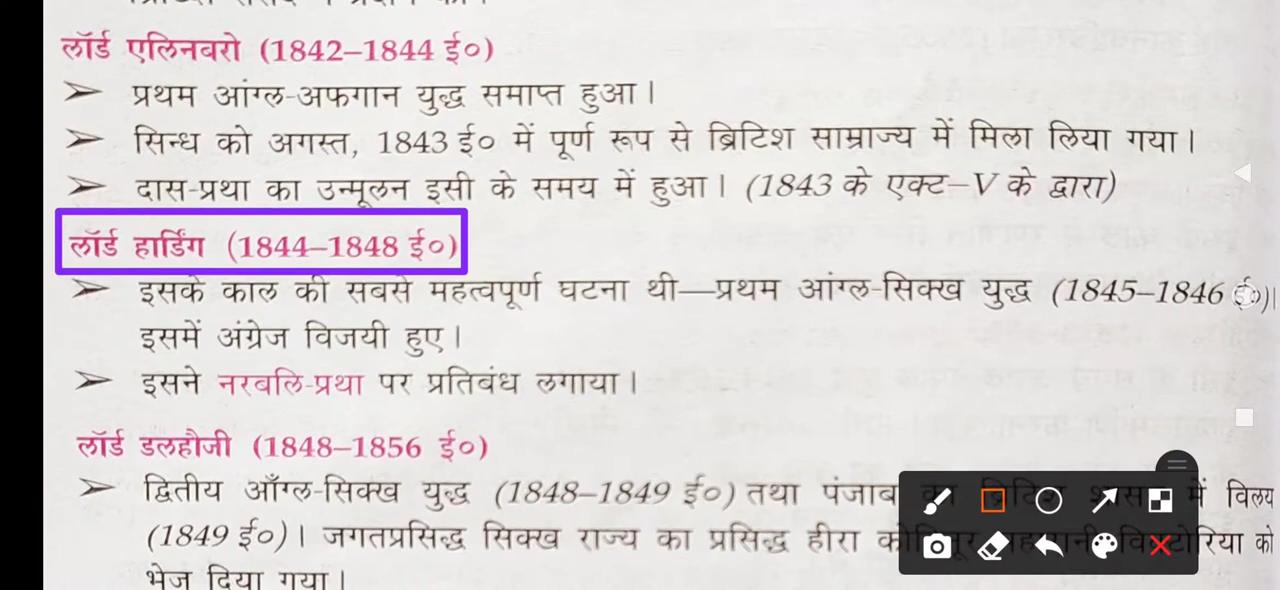 लॉर्ड एलिनबरो (1842–1844 ई०)
➤ प्रथम आंग्ल-अफगान युद्ध समाप्त हुआ।
➤ सिन्ध को अगस्त, 1843 ई० में पूर्ण रूप से ब्रिटिश साम्राज्य में मिला लिया गया।
➤ दास-प्रथा का उन्मूलन इसी के समय में हुआ। (1843 के एक्ट–V के द्वारा)
लॉर्ड हार्डिंग (1844–1848 ई०)
➤ इसके काल की सबसे महत्वपूर्ण घटना थी—प्रथम आंग्ल-सिक्ख युद्ध (1845–1846 ई०)।
इसमें अंग्रेज विजयी हुए।
➤ इसने नरबलि-प्रथा पर प्रतिबंध लगाया।
लॉर्ड डलहौजी (1848–1856 ई०)
➤ द्वितीय आँग्ल-सिक्ख युद्ध (1848–1849 ई०) तथा पंजाब का ब्रिटिश शासन में विलय
(1849 ई०)। जगतप्रसिद्ध सिक्ख राज्य का प्रसिद्ध हीरा को
भेज दिया गया।